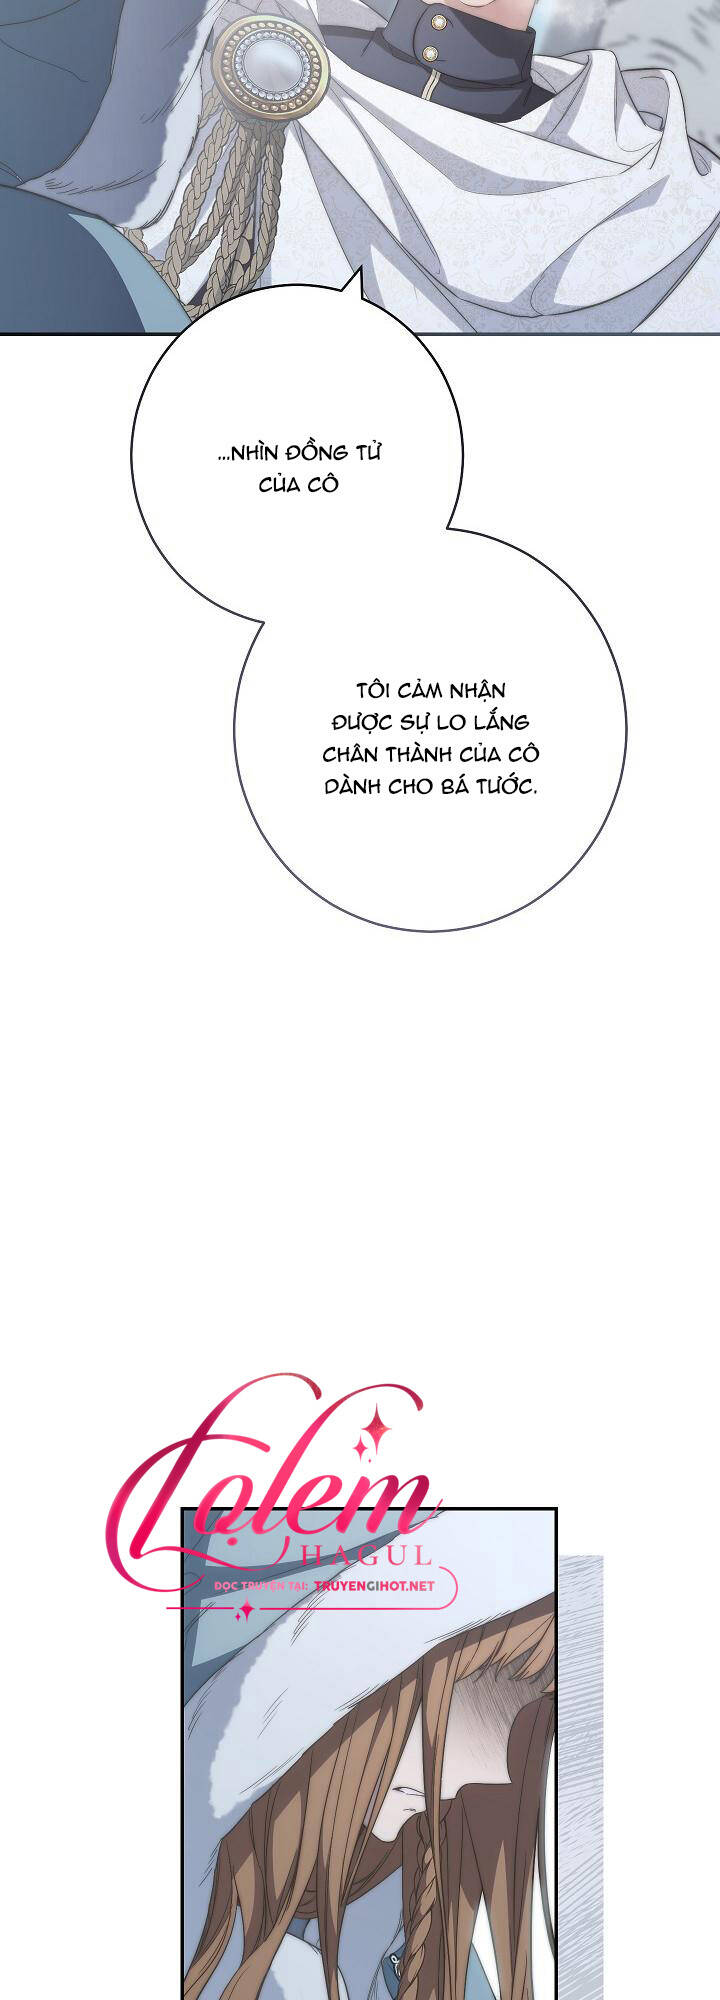 ...NHÌN ĐỒNG TỬ
CỦA CÔ
TÔI CẢM NHẬN
ĐƯỢC SỰ LO LẮNG
CHÂN THÀNH CỦA CÔ
DÀNH CHO BÁ TƯỚC.
Lọlem
HAGUL
ĐỌC TRUYỆN TẠI: TRUYENGIHOT.NET